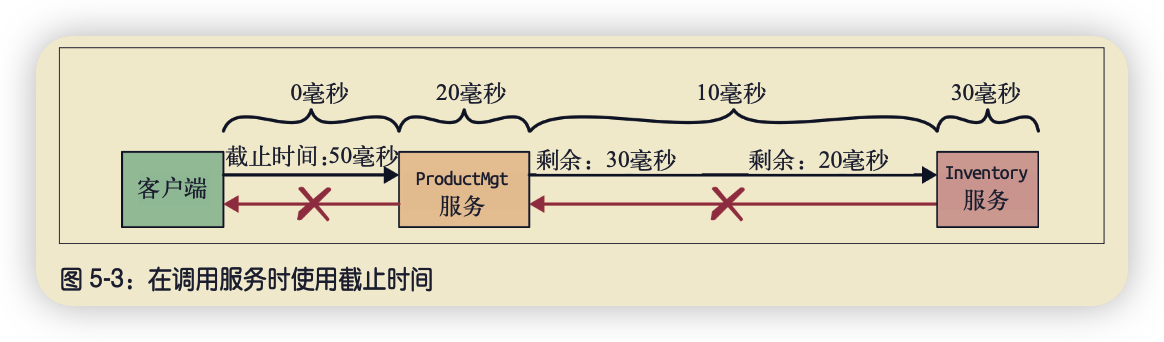 0毫秒 20毫秒 10毫秒 30毫秒
截止时间:50毫秒 剩余：30毫秒 剩余：20毫秒
客户端 ProductMgt 服务 Inventory 服务
图 5-3：在调用服务时使用截止时间